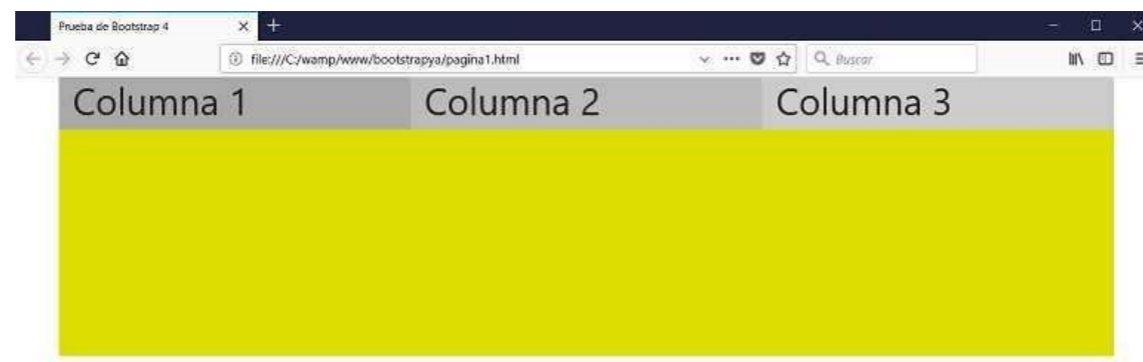 Prueba de Bootstrap 4
file:///C:/wamp/www/bootstrapya/pagina1.html
Buscar
Columna 1
Columna 2
Columna 3